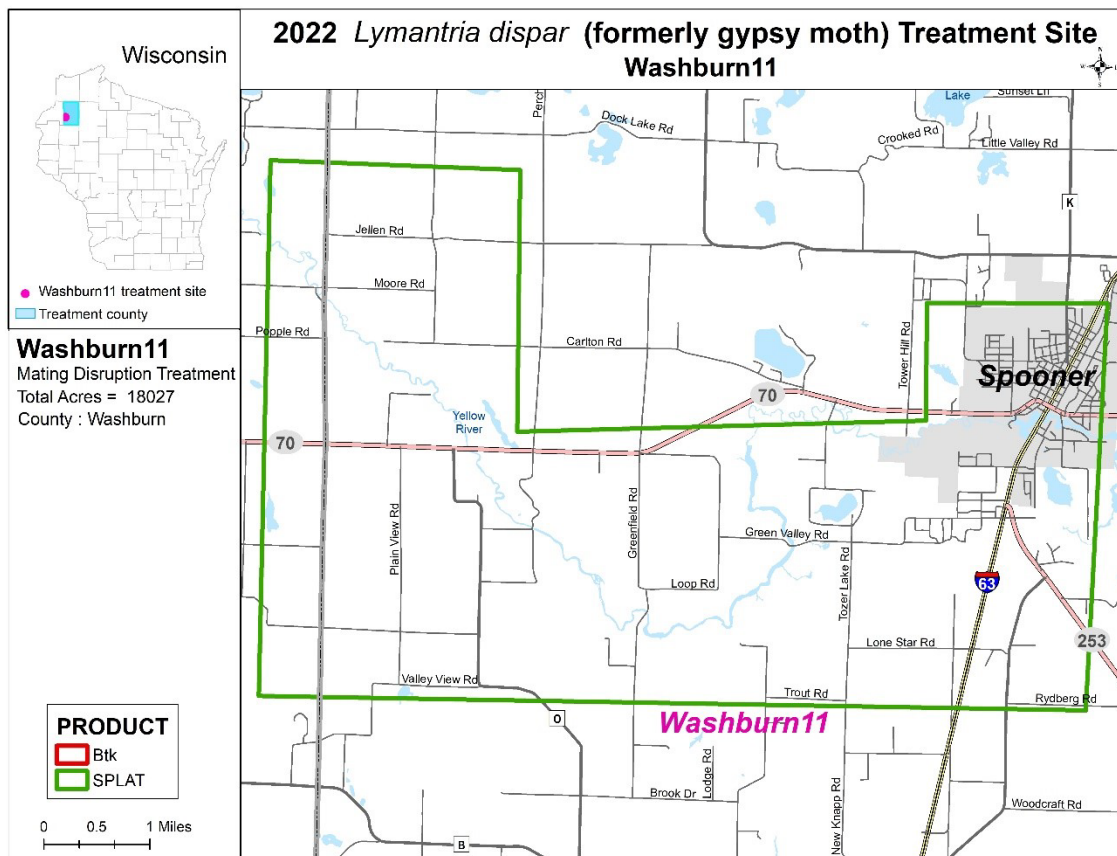 2022 Lymantria dispar (formerly gypsy moth) Treatment Site
Washburn11
N
Wisconsin
Washburn11 treatment site
Treatment county
Washburn11
Mating Disruption Treatment
Total Acres = 18027
County : Washburn
PRODUCT
Btk
SPLAT
0 0.5 1 Miles
Perch
Dock Lake Rd
Lake
Sunset Ln
Crooked Rd
Little Valley Rd
K
Jellen Rd
Moore Rd
Popple Rd
Carlton Rd
Tower Hill Rd
Spooner
70
Yellow
River
70
Plain View Rd
Greenfield Rd
Green Valley Rd
Loop Rd
Tozer Lake Rd
63
Lone Star Rd
253
Valley View Rd
Trout Rd
Rydberg Rd
O
Washburn11
Lodge Rd
Brook Dr
New Knapp Rd
Woodcraft Rd
B